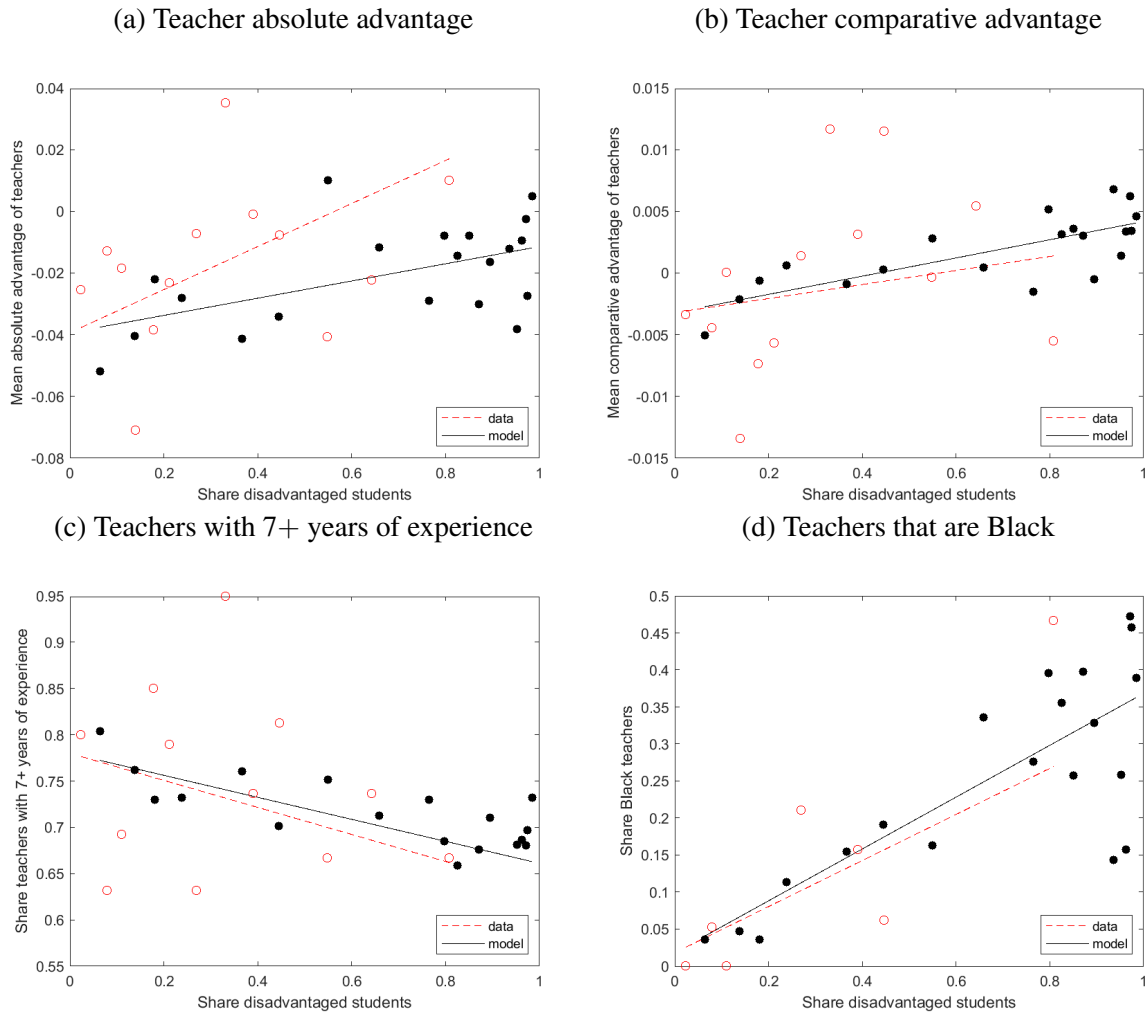 (a) Teacher absolute advantage
(b) Teacher comparative advantage
0.04
0.02
0
-0.02
-0.04
-0.06
-0.08
Mean absolute advantage of teachers
0 0.2 0.4 0.6 0.8 1
Share disadvantaged students
data
model
0.015
0.01
0.005
0
-0.005
-0.01
-0.015
Mean comparative advantage of teachers
0 0.2 0.4 0.6 0.8 1
Share disadvantaged students
data
model
(c) Teachers with 7+ years of experience
(d) Teachers that are Black
0.95
0.9
0.85
0.8
0.75
0.7
0.65
0.6
0.55
Share teachers with 7+ years of experience
0 0.2 0.4 0.6 0.8 1
Share disadvantaged students
data
model
0.5
0.45
0.4
0.35
0.3
0.25
0.2
0.15
0.1
0.05
0
Share Black teachers
0 0.2 0.4 0.6 0.8 1
Share disadvantaged students
data
model